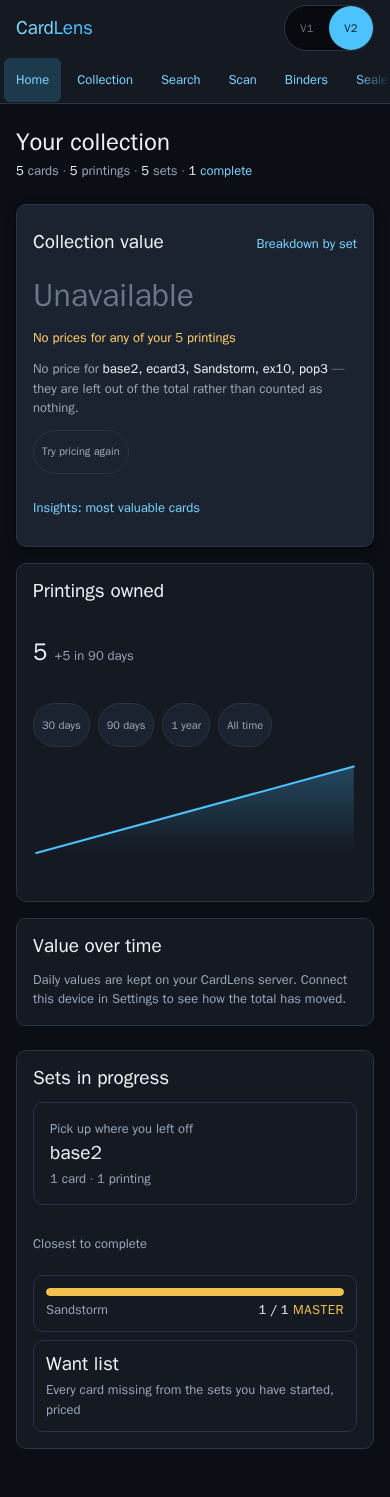 CardLens
V1
V2
Home
Collection
Search
Scan
Binders
Seale
Your collection
5 cards · 5 printings · 5 sets · 1 complete
Collection value
Breakdown by set
Unavailable
No prices for any of your 5 printings
No price for base2, ecard3, Sandstorm, ex10, pop3 —
they are left out of the total rather than counted as
nothing.
Try pricing again
Insights: most valuable cards
Printings owned
5 +5 in 90 days
30 days
90 days
1 year
All time
Value over time
Daily values are kept on your CardLens server. Connect
this device in Settings to see how the total has moved.
Sets in progress
Pick up where you left off
base2
1 card · 1 printing
Closest to complete
Sandstorm
1 / 1 MASTER
Want list
Every card missing from the sets you have started,
priced